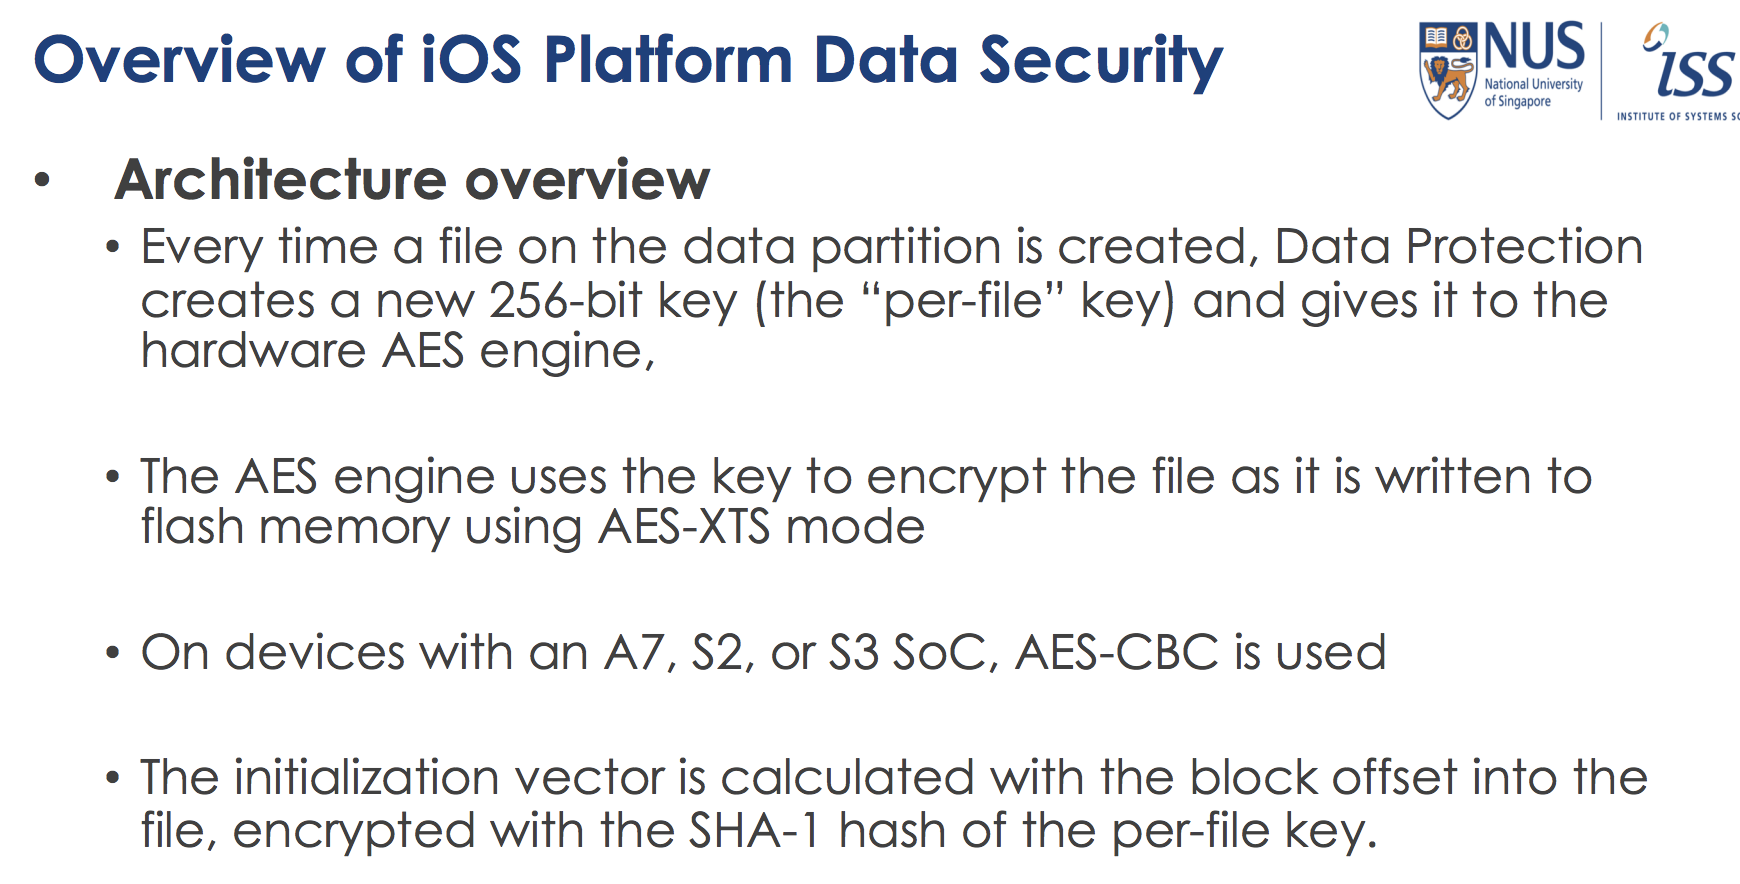 Overview of iOS Platform Data Security
NUS
National University
of Singapore
ISS
INSTITUTE OF SYSTEMS
• Architecture overview
• Every time a file on the data partition is created, Data Protection
creates a new 256-bit key (the “per-file” key) and gives it to the
hardware AES engine,
• The AES engine uses the key to encrypt the file as it is written to
flash memory using AES-XTS mode
• On devices with an A7, S2, or S3 SoC, AES-CBC is used
• The initialization vector is calculated with the block offset into the
file, encrypted with the SHA-1 hash of the per-file key.